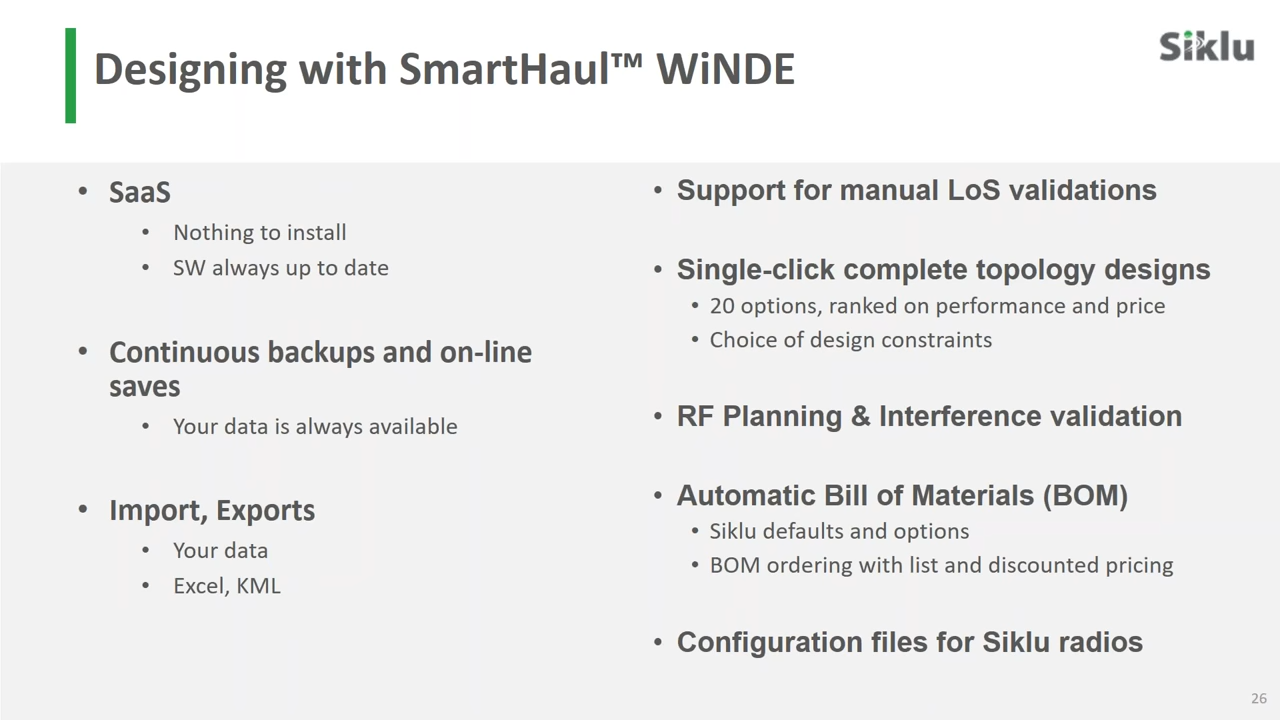 Designing with SmartHaul™ WiNDE
Siklu
• SaaS
• Nothing to install
• SW always up to date
• Continuous backups and on-line
saves
• Your data is always available
• Import, Exports
• Your data
• Excel, KML
• Support for manual LoS validations
• Single-click complete topology designs
• 20 options, ranked on performance and price
• Choice of design constraints
• RF Planning & Interference validation
• Automatic Bill of Materials (BOM)
• Siklu defaults and options
• BOM ordering with list and discounted pricing
• Configuration files for Siklu radios
26